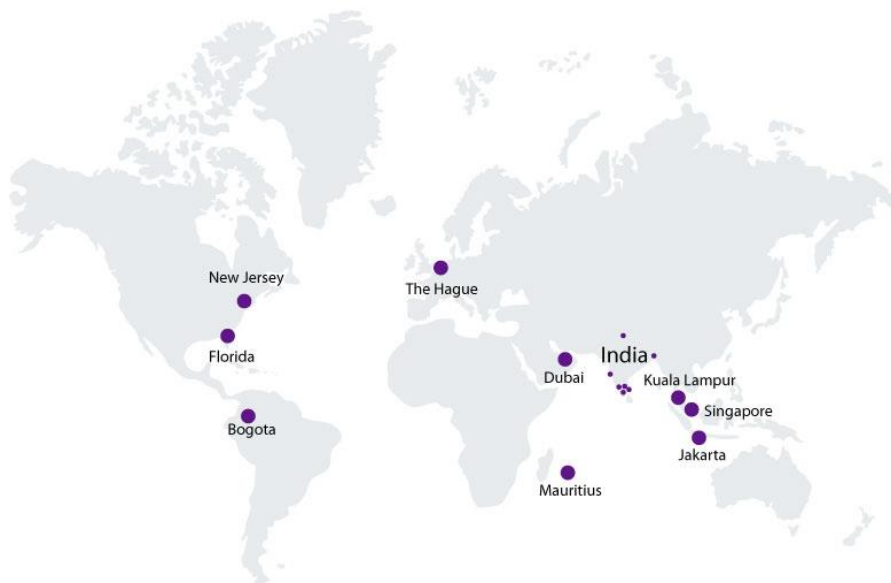 New Jersey
The Hague
Florida
India
Dubai
Kuala Lampur
Singapore
Bogota
Jakarta
Mauritius